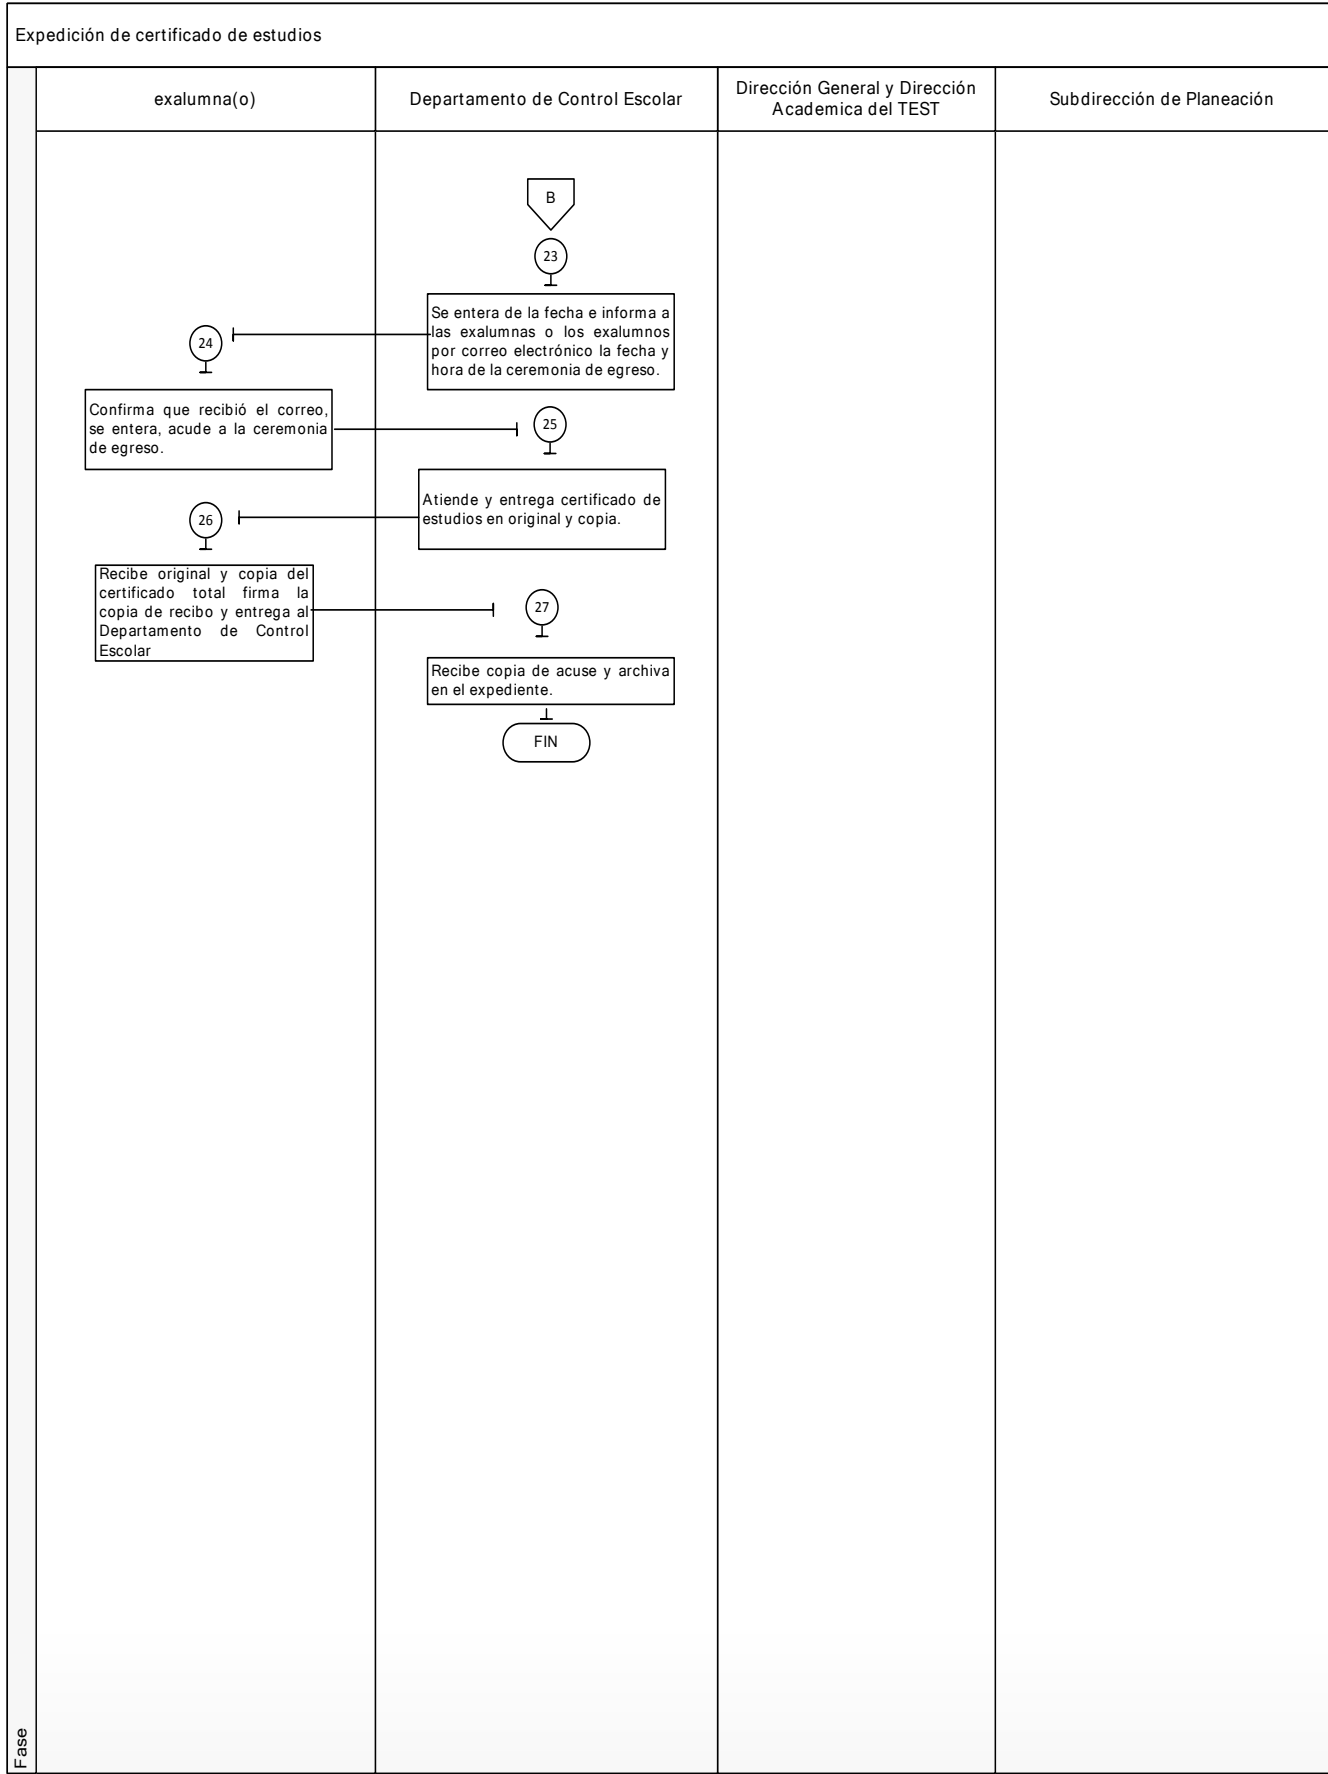 Expedición de certificado de estudios
exalumna(o)
Departamento de Control Escolar
Dirección General y Dirección
Academica del TEST
Subdirección de Planeación
B
23
Se entera de la fecha e informa a
las exalumnas o los exalumnos
por correo electrónico la fecha y
hora de la ceremonia de egreso.
24
Confirma que recibió el correo,
se entera, acude a la ceremonia
de egreso.
25
Atiende y entrega certificado de
estudios en original y copia.
26
Recibe original y copia del
certificado total firma la
copia de recibo y entrega al
Departamento de Control
Escolar
27
Recibe copia de acuse y archiva
en el expediente.
FIN
Fase